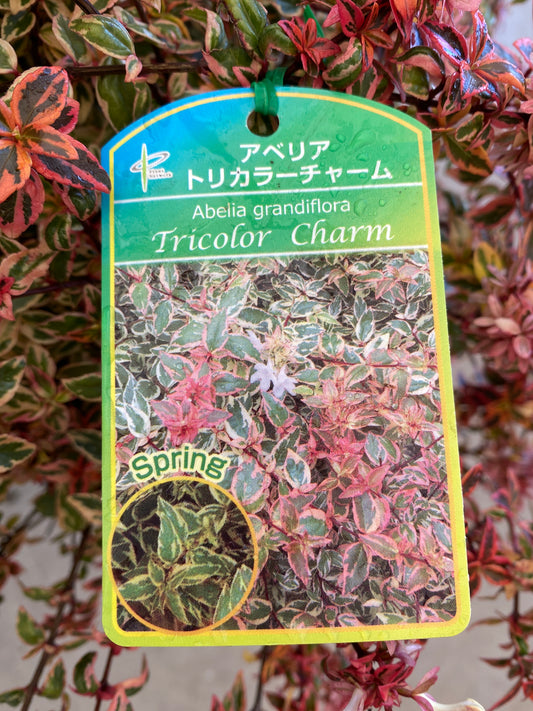 アベリア
トリカラーチャーム
Abelia grandiflora
Tricolor Charm
Spring